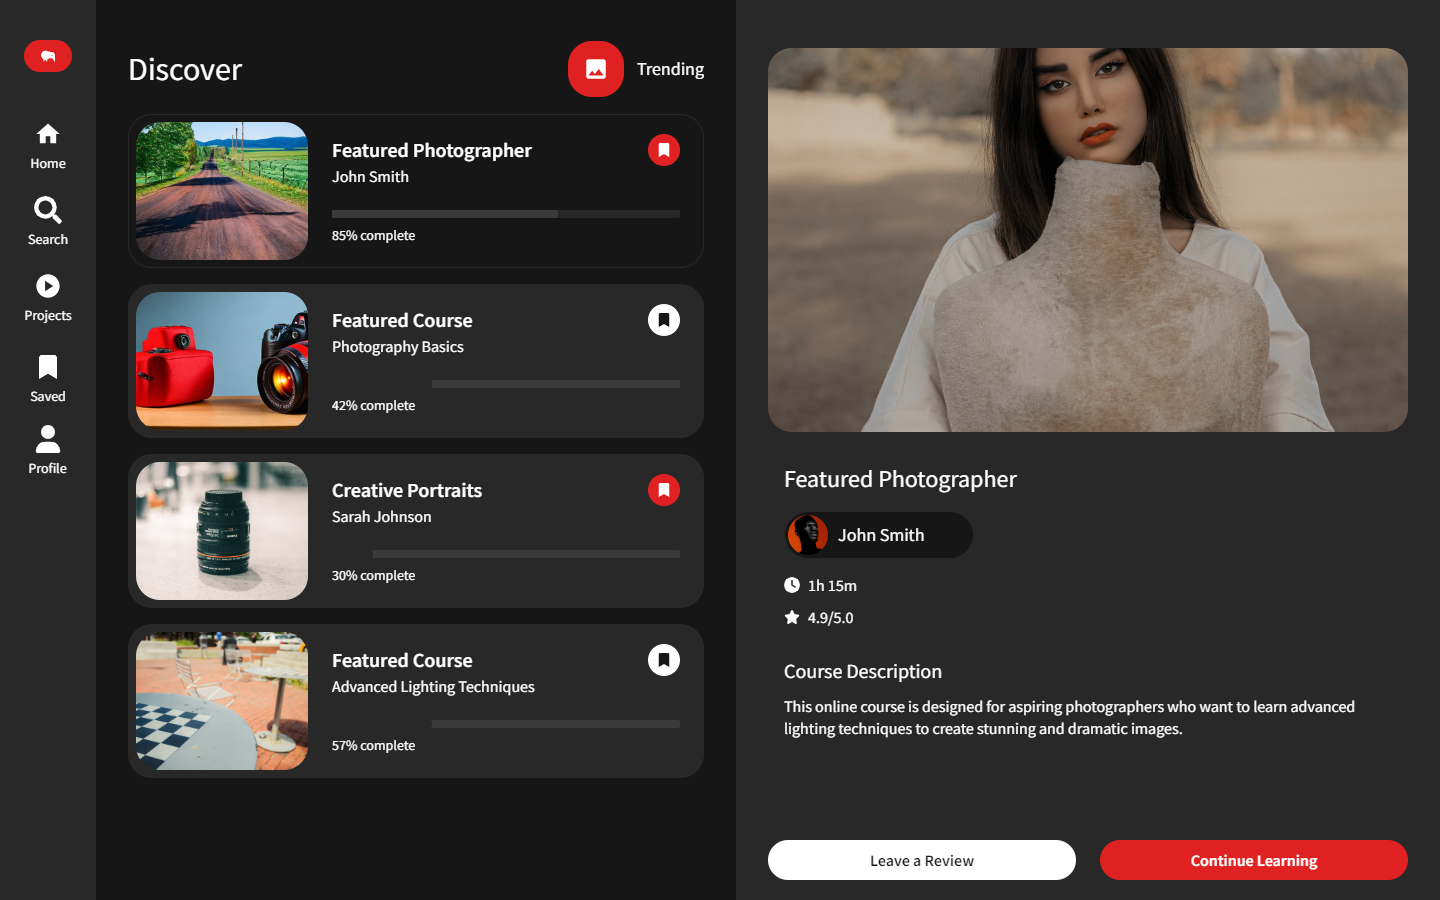 Discover
Trending
Home
Search
Projects
Saved
Profile
Featured Photographer
John Smith
85% complete
Featured Course
Photography Basics
42% complete
Creative Portraits
Sarah Johnson
30% complete
Featured Course
Advanced Lighting Techniques
57% complete
Featured Photographer
John Smith
1h 15m
4.9/5.0
Course Description
This online course is designed for aspiring photographers who want to learn advanced
lighting techniques to create stunning and dramatic images.
Leave a Review
Continue Learning